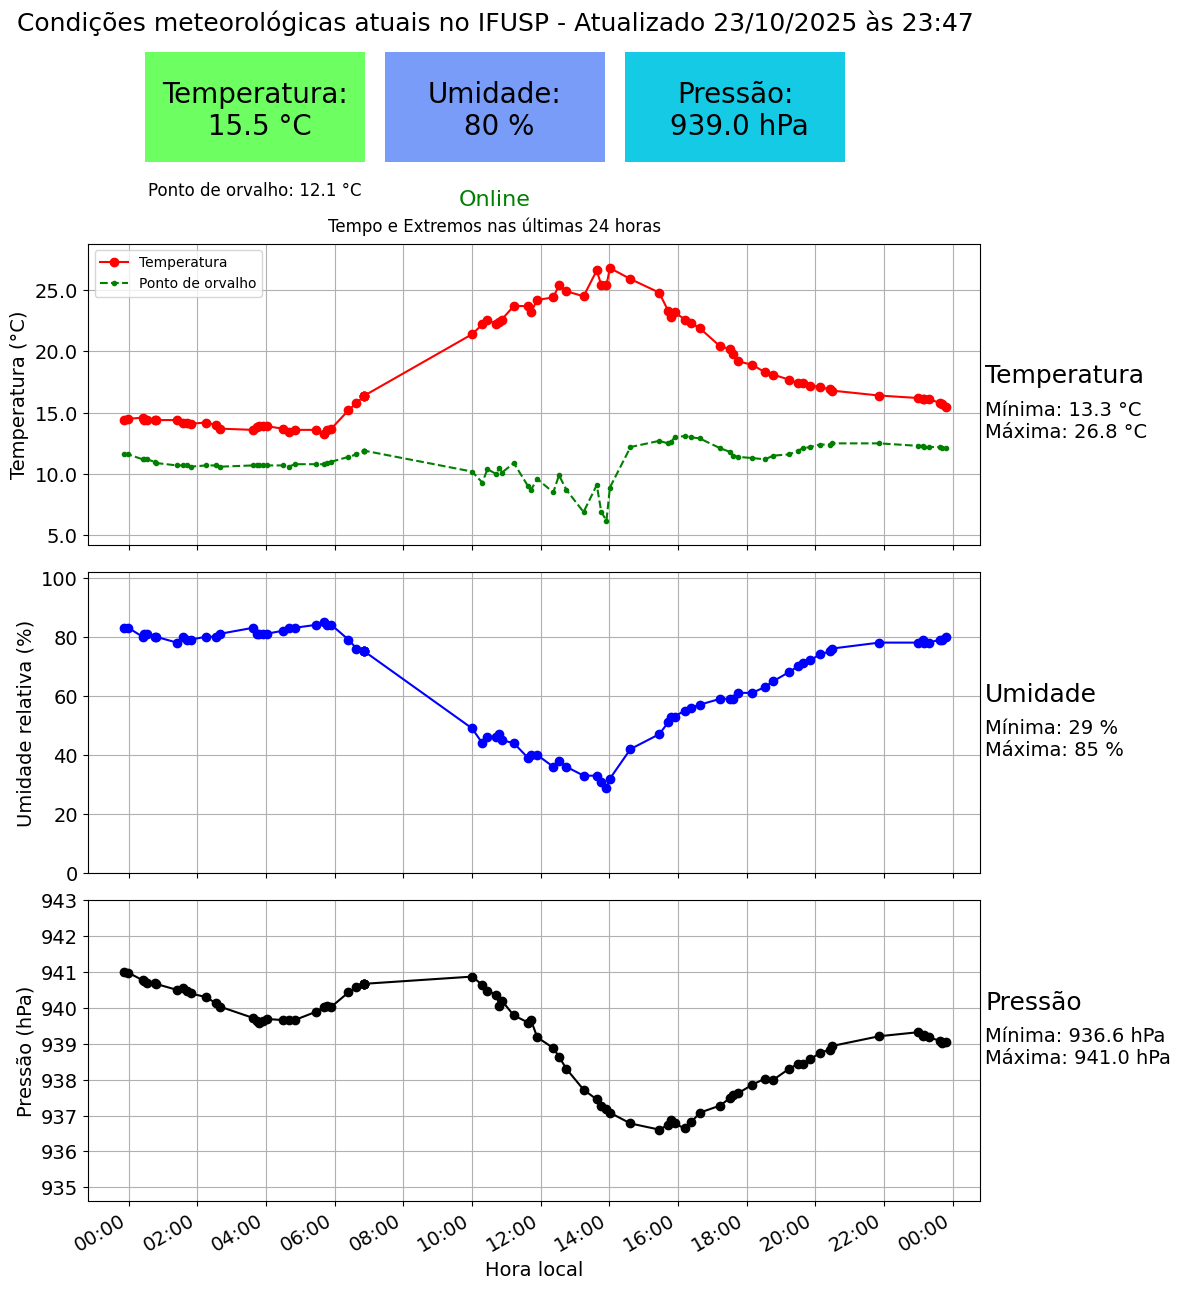 Condições meteorológicas atuais no IFUSP - Atualizado 23/10/2025 às 23:47
Temperatura:
15.5 °C
Umidade:
80 %
Pressão:
939.0 hPa
Ponto de orvalho: 12.1 °C
Online
Tempo e Extremos nas últimas 24 horas
Temperatura
Ponto de orvalho
Temperatura (°C)
25.0
20.0
15.0
10.0
5.0
Temperatura
Mínima: 13.3 °C
Máxima: 26.8 °C
Umidade relativa (%)
100
80
60
40
20
0
Umidade
Mínima: 29 %
Máxima: 85 %
Pressão (hPa)
943
942
941
940
939
938
937
936
935
Pressão
Mínima: 936.6 hPa
Máxima: 941.0 hPa
00:00
02:00
04:00
06:00
08:00
10:00
12:00
14:00
16:00
18:00
20:00
22:00
00:00
Hora local